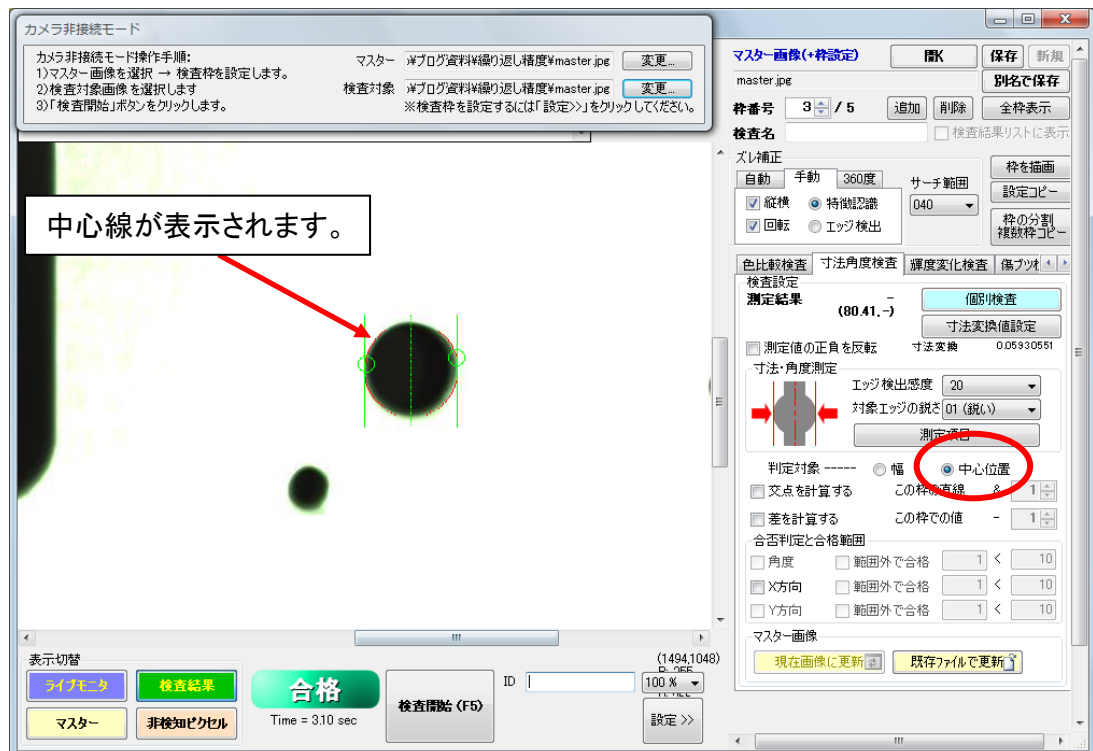 カメラ非接続モード
カメラ非接続モード操作手順:
1)マスター画像を選択 → 検査枠を設定します。
2)検査対象画像を選択します
3)「検査開始」ボタンをクリックします。
マスター ｮ¥ブログ資料¥繰り返し精度¥master.jpg 変更...
検査対象 ｮ¥ブログ資料¥繰り返し精度¥master.jpg 変更...
※検査枠を設定するには「設定>>」をクリックしてください。
中心線が表示されます。
マスター画像(+枠設定) 開く 保存 新規
master.jpg 別名で保存
枠番号 3 / 5 追加 削除 全枠表示
検査名 検査結果リストに表示
ズレ補正
自動 手動 360度 サーチ範囲 枠を描画
縦横 特徴認識 040 設定コピー
回転 エッジ検出 枠の分割
複数枠コピー
色比較検査 寸法角度検査 輝度変化検査 傷ブツ
検査設定
測定結果 - 個別検査
(80.41,-)
寸法変換値設定
測定値の正負を反転 寸法変換 0.05930551
寸法・角度測定
エッジ検出感度 20
対象エッジの鋭さ 01 (鋭い)
測定項目
判定対象 ----- 幅 中心位置
交点を計算する この枠の直線 & 1
差を計算する この枠での値 - 1
合否判定と合格範囲
角度 範囲外で合格 1 < 10
X方向 範囲外で合格 1 < 10
Y方向 範囲外で合格 1 < 10
マスター画像
現在画像に更新 既存ファイルで更新
表示切替
ライブモニタ 検査結果
マスター 非検知ピクセル
合格
Time = 3.10 sec
検査開始 (F5)
ID
(1494,1048)
100 %
設定 >>